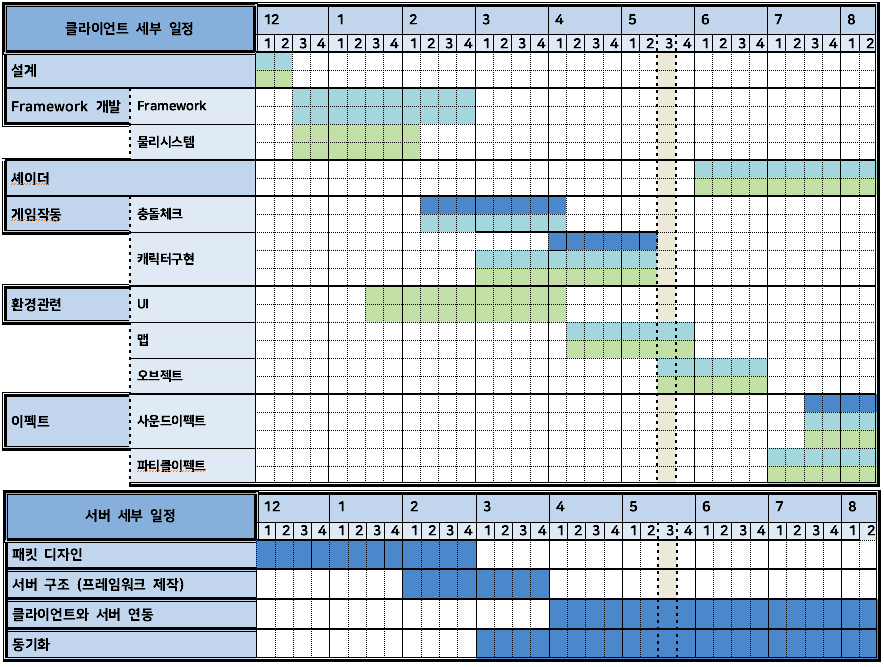 클라이언트 세부 일정 12 1 2 3 4 5 6 7 8
1 2 3 4 1 2 3 4 1 2 3 4 1 2 3 4 1 2 3 4 1 2 3 4 1 2 3 4 1 2 3 4 1 2
설계
Framework 개발 Framework
물리시스템
셰이더
게임작동 충돌체크
캐릭터구현
환경관련 UI
맵
오브젝트
이펙트 사운드이펙트
파티클이펙트
서버 세부 일정 12 1 2 3 4 5 6 7 8
1 2 3 4 1 2 3 4 1 2 3 4 1 2 3 4 1 2 3 4 1 2 3 4 1 2 3 4 1 2 3 4 1 2
패킷 디자인
서버 구조 (프레임워크 제작)
클라이언트와 서버 연동
동기화